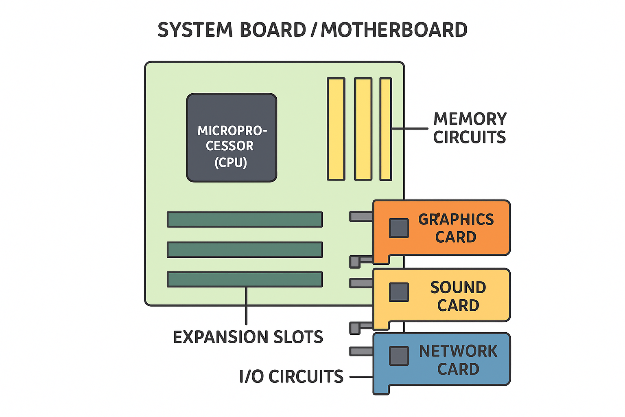 SYSTEM BOARD / MOTHERBOARD
MICROPRO-
CESSOR
(CPU)
MEMORY
CIRCUITS
GRAPHICS
CARD
SOUND
CARD
EXPANSION SLOTS
NETWORK
CARD
I/O CIRCUITS